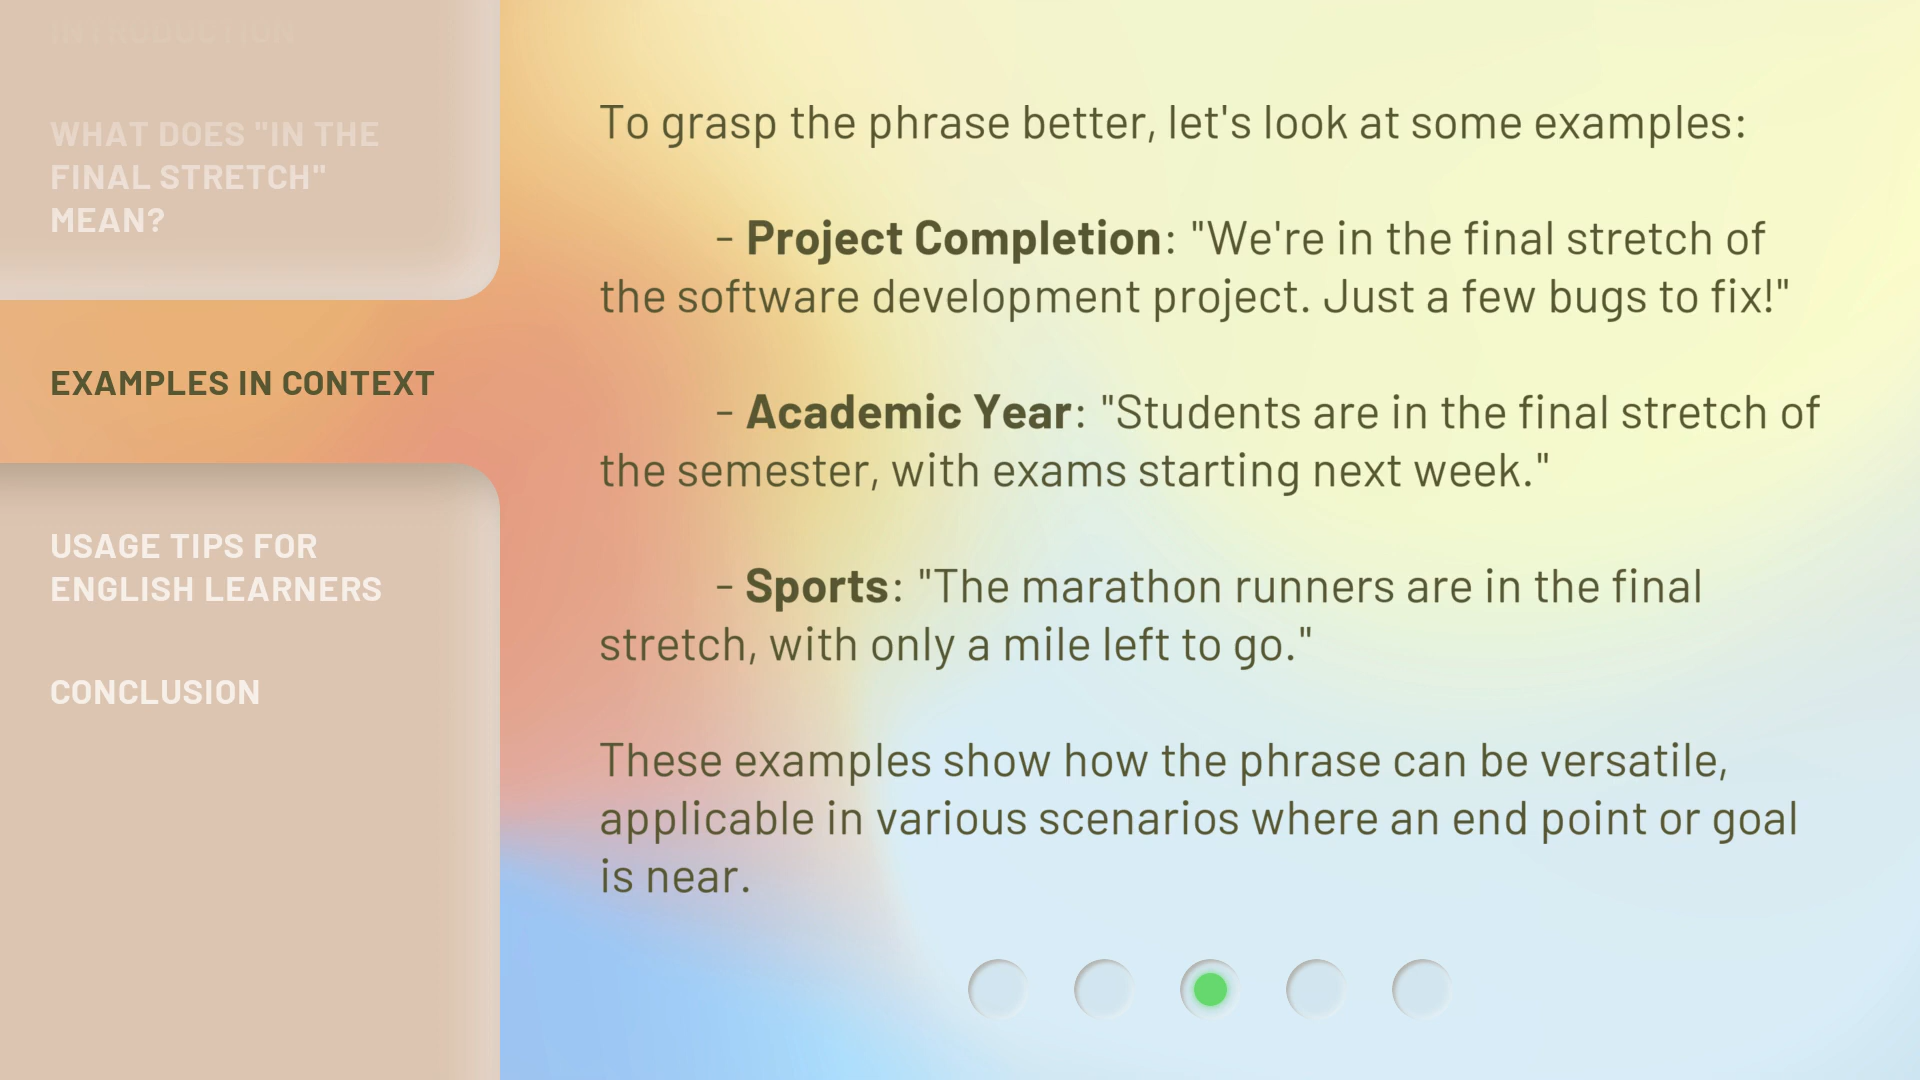 INTRODUCTION
WHAT DOES "IN THE
FINAL STRETCH"
MEAN?
EXAMPLES IN CONTEXT
USAGE TIPS FOR
ENGLISH LEARNERS
CONCLUSION
To grasp the phrase better, let's look at some examples:
- Project Completion: "We're in the final stretch of
the software development project. Just a few bugs to fix!"
- Academic Year: "Students are in the final stretch of
the semester, with exams starting next week."
- Sports: "The marathon runners are in the final
stretch, with only a mile left to go."
These examples show how the phrase can be versatile,
applicable in various scenarios where an end point or goal
is near.